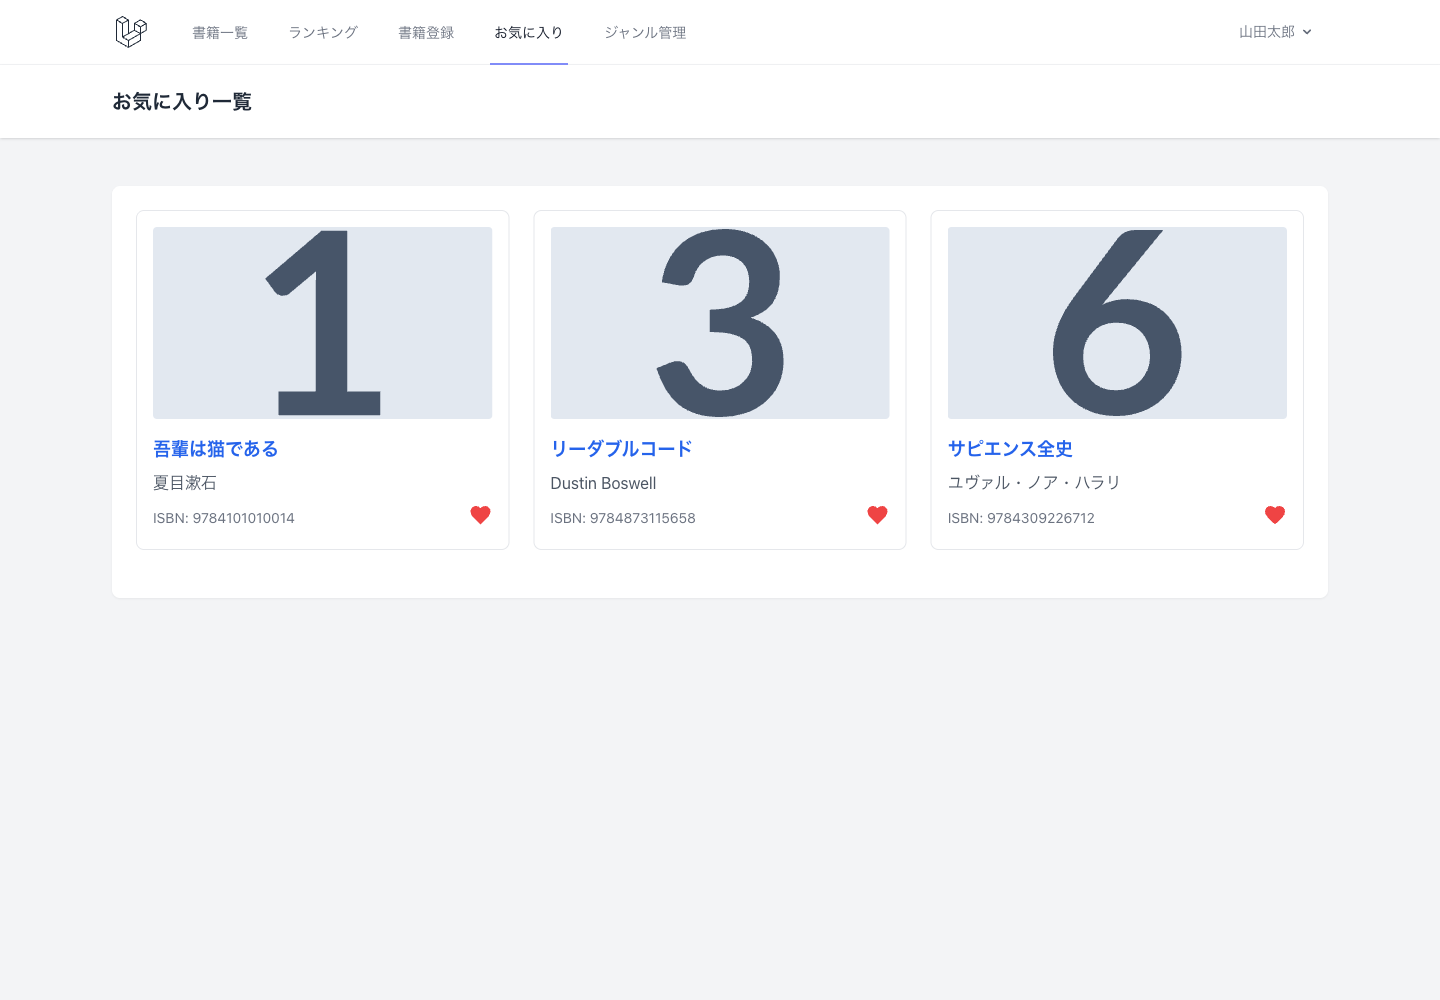 書籍一覧 ランキング 書籍登録 お気に入り ジャンル管理 山田太郎
お気に入り一覧
1
吾輩は猫である
夏目漱石
ISBN: 9784101010014
3
リーダブルコード
Dustin Boswell
ISBN: 9784873115658
6
サピエンス全史
ユヴァル・ノア・ハラリ
ISBN: 9784309226712